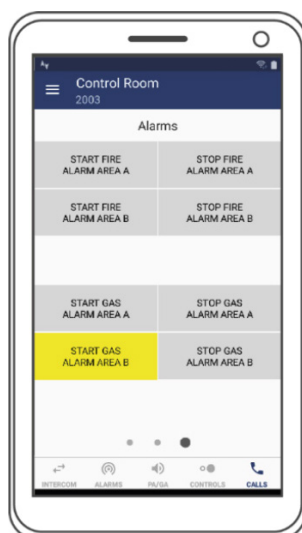 Control Room
2003
Alarms
START FIRE
ALARM AREA A
STOP FIRE
ALARM AREA A
START FIRE
ALARM AREA B
STOP FIRE
ALARM AREA B
START GAS
ALARM AREA A
STOP GAS
ALARM AREA A
START GAS
ALARM AREA B
STOP GAS
ALARM AREA B
INTERCOM
ALARMS
PA/GA
CONTROLS
CALLS